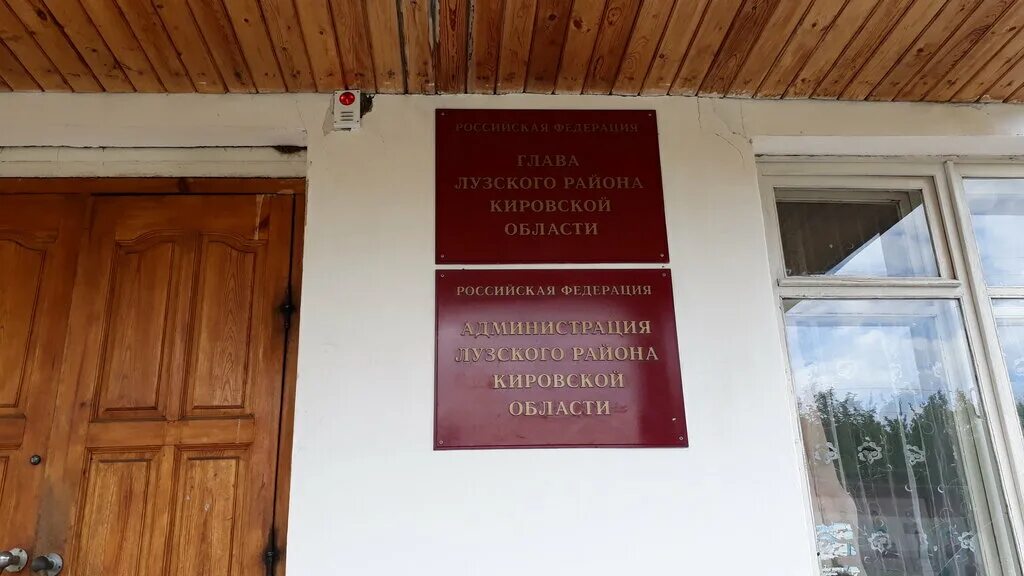 РОССИЙСКАЯ ФЕДЕРАЦИЯ
ГЛАВА
ЛУЗСКОГО РАЙОНА
КИРОВСКОЙ
ОБЛАСТИ
РОССИЙСКАЯ ФЕДЕРАЦИЯ
АДМИНИСТРАЦИЯ
ЛУЗСКОГО РАЙОНА
КИРОВСКОЙ
ОБЛАСТИ